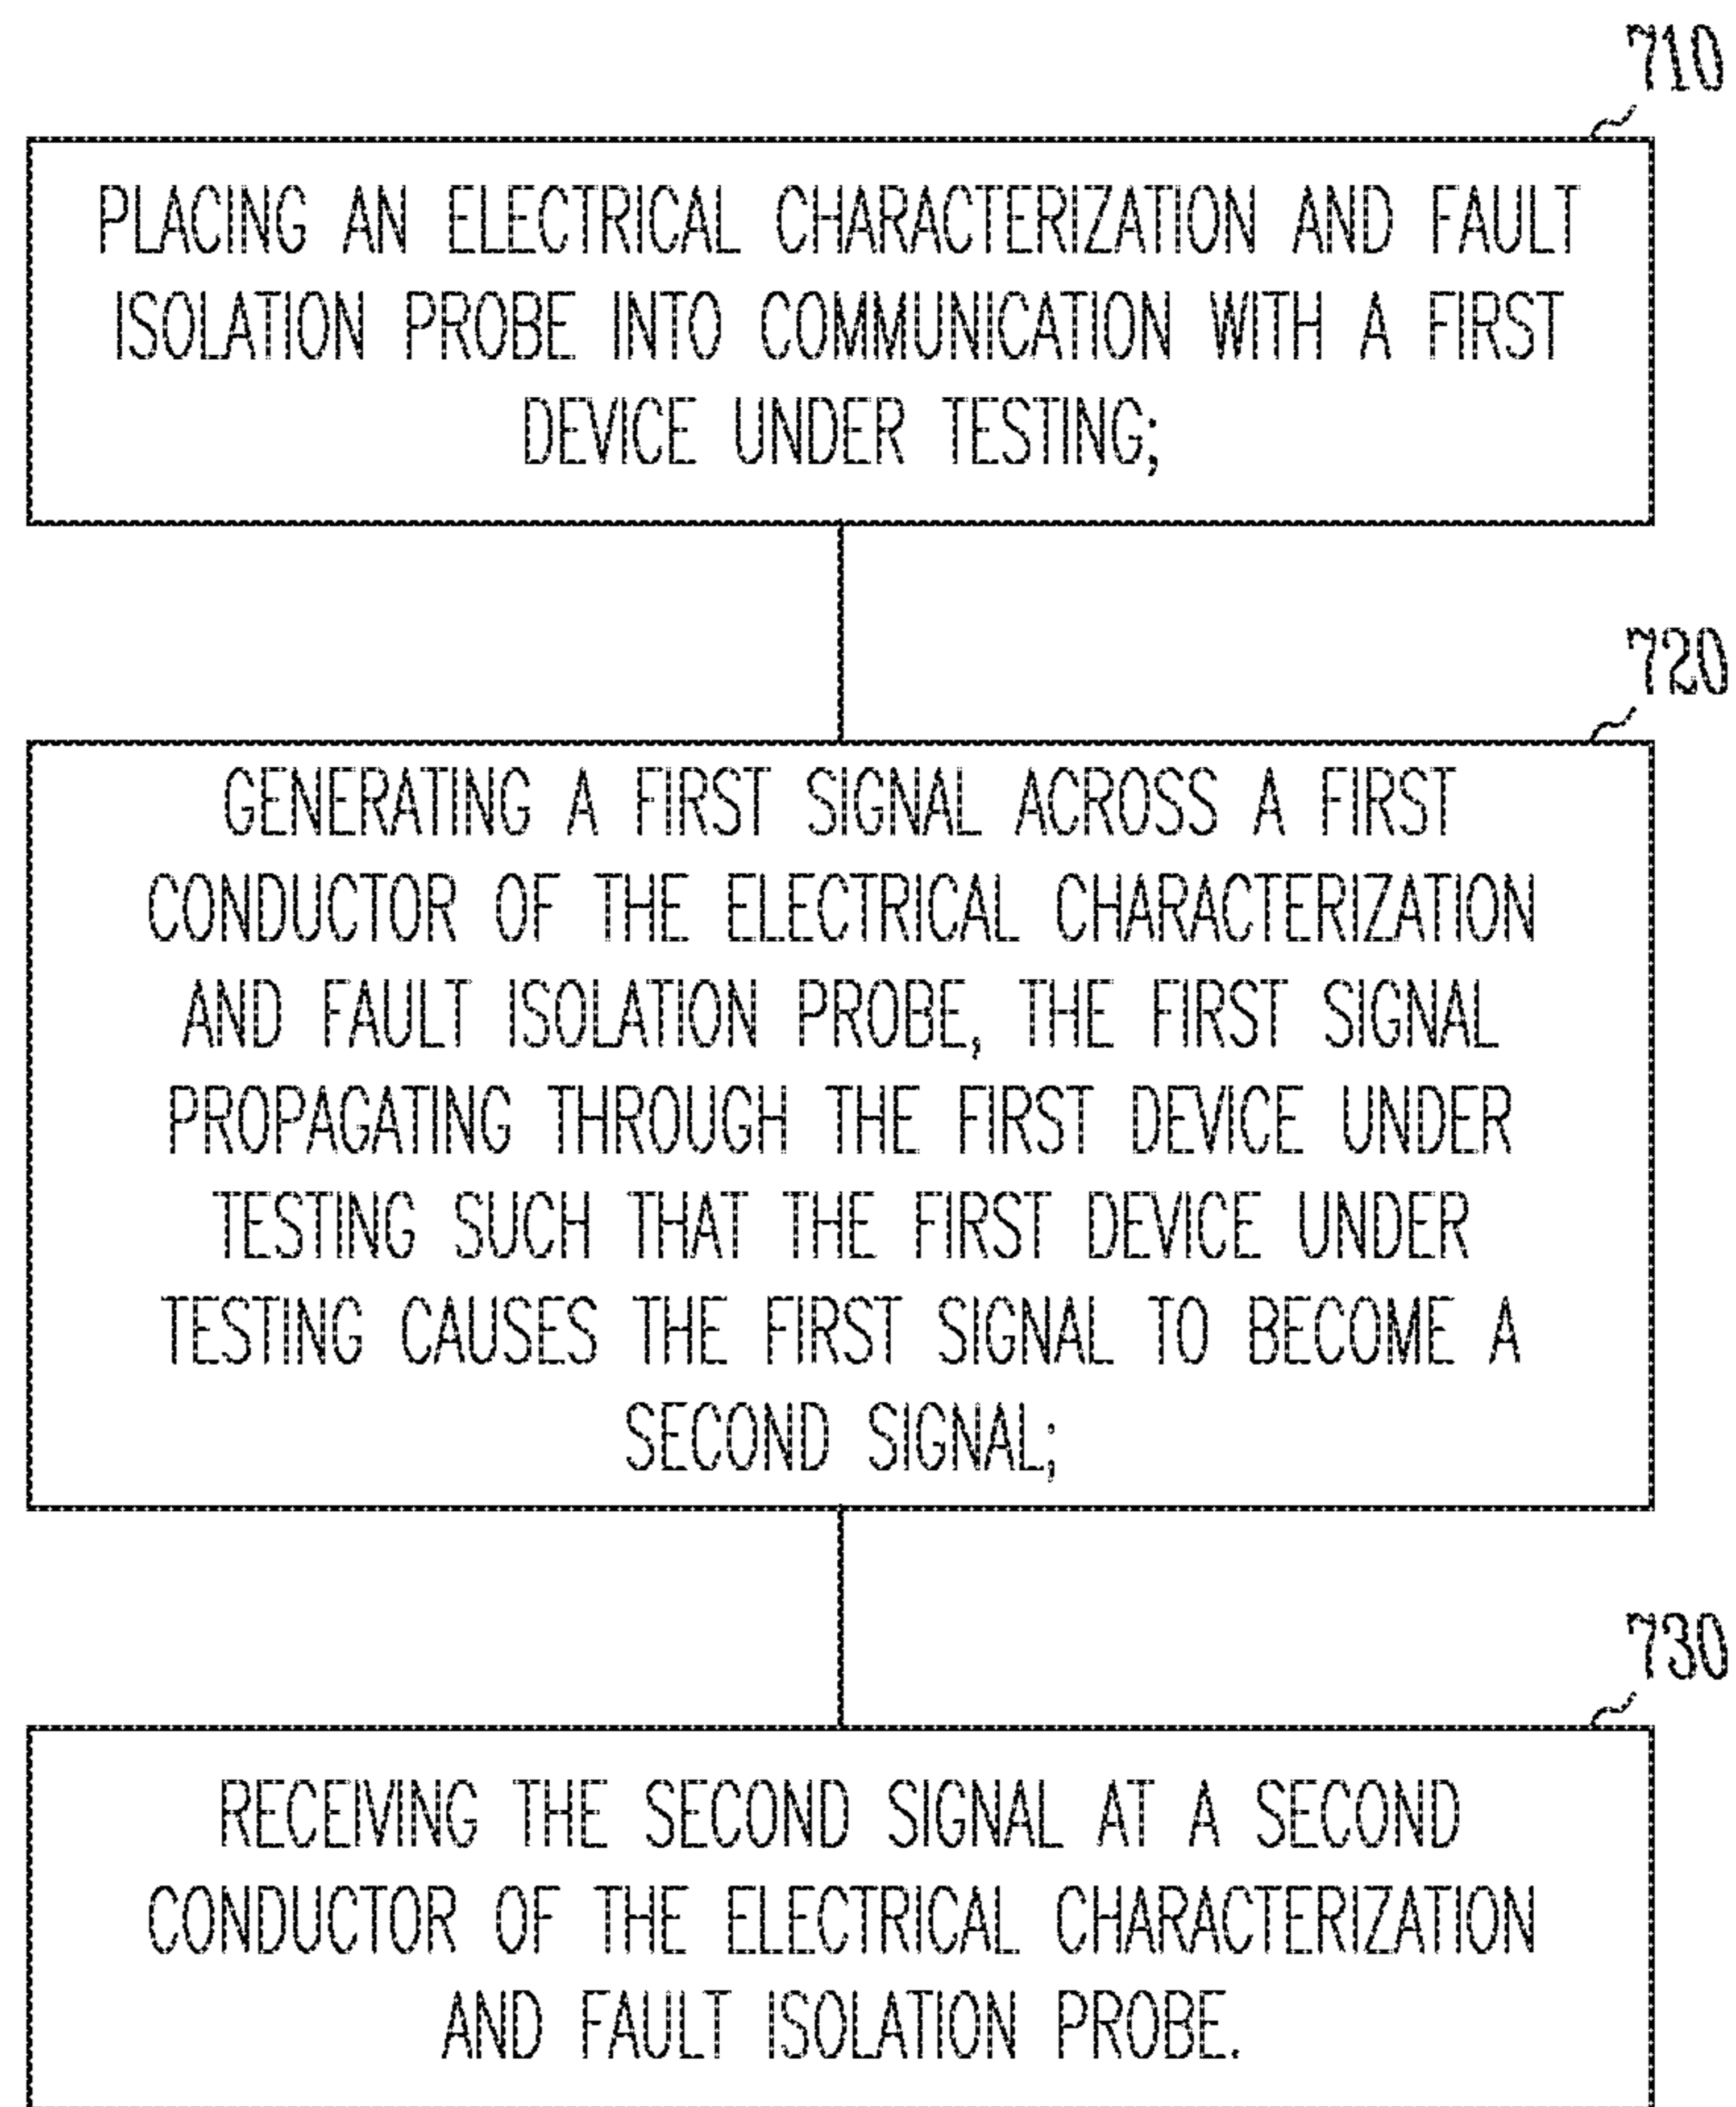 710
PLACING AN ELECTRICAL CHARACTERIZATION AND FAULT
ISOLATION PROBE INTO COMMUNICATION WITH A FIRST
DEVICE UNDER TESTING;
720
GENERATING A FIRST SIGNAL ACROSS A FIRST
CONDUCTOR OF THE ELECTRICAL CHARACTERIZATION
AND FAULT ISOLATION PROBE, THE FIRST SIGNAL
PROPAGATING THROUGH THE FIRST DEVICE UNDER
TESTING SUCH THAT THE FIRST DEVICE UNDER
TESTING CAUSES THE FIRST SIGNAL TO BECOME A
SECOND SIGNAL;
730
RECEIVING THE SECOND SIGNAL AT A SECOND
CONDUCTOR OF THE ELECTRICAL CHARACTERIZATION
AND FAULT ISOLATION PROBE.